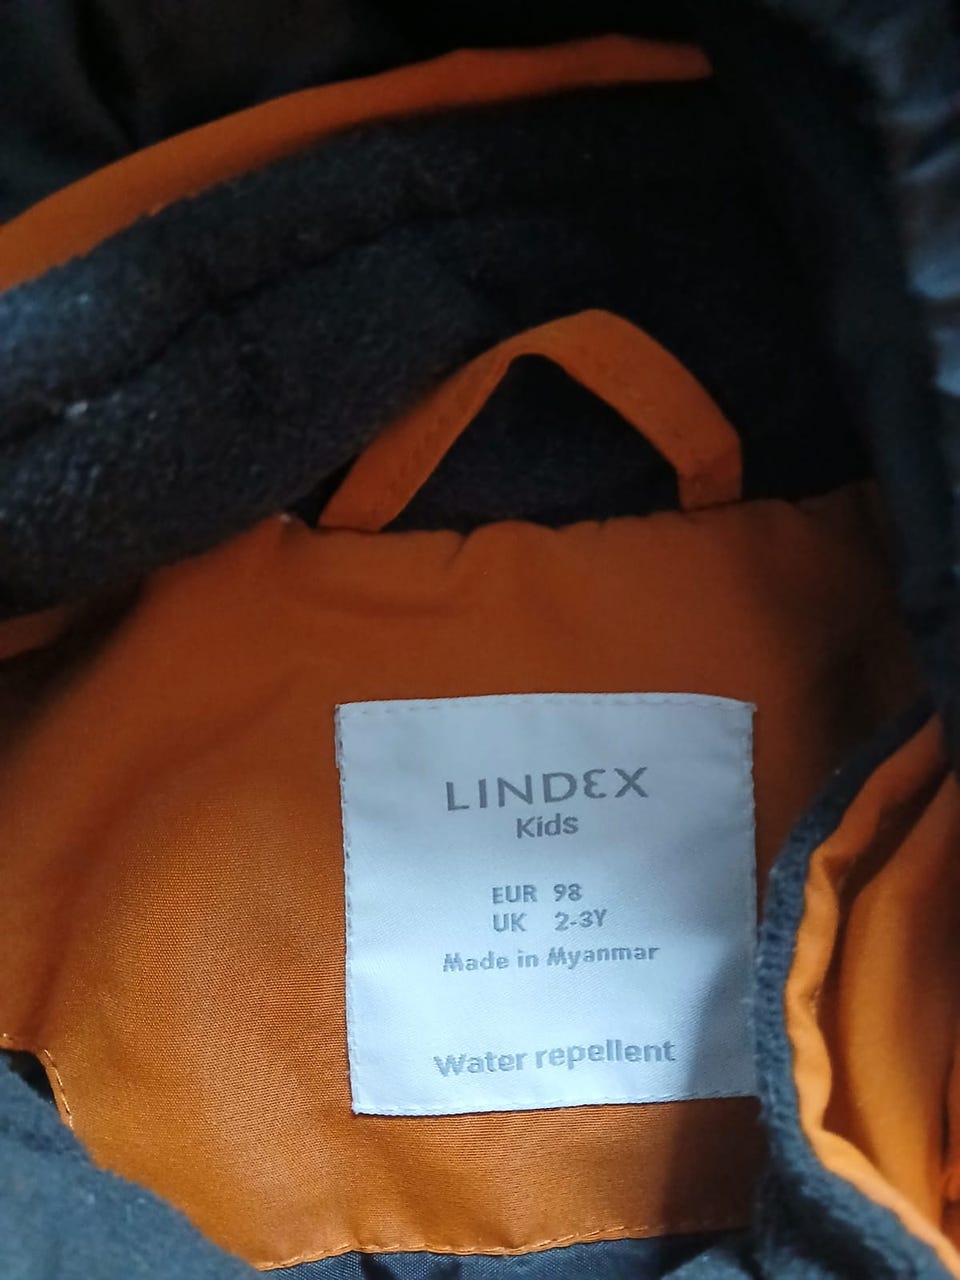 LINDEX
Kids
EUR 98
UK 2-3Y
Made in Myanmar
Water repellent